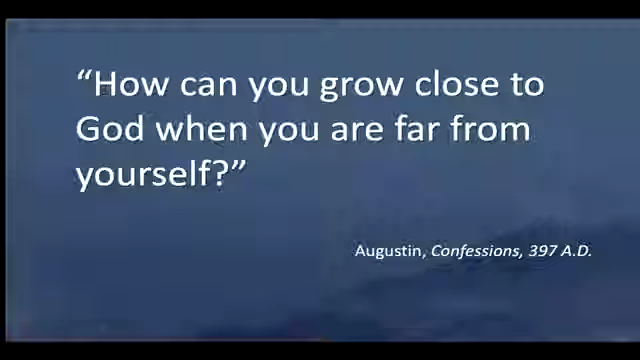 “How can you grow close to
God when you are far from
yourself?”
Augustin, Confessions, 397 A.D.